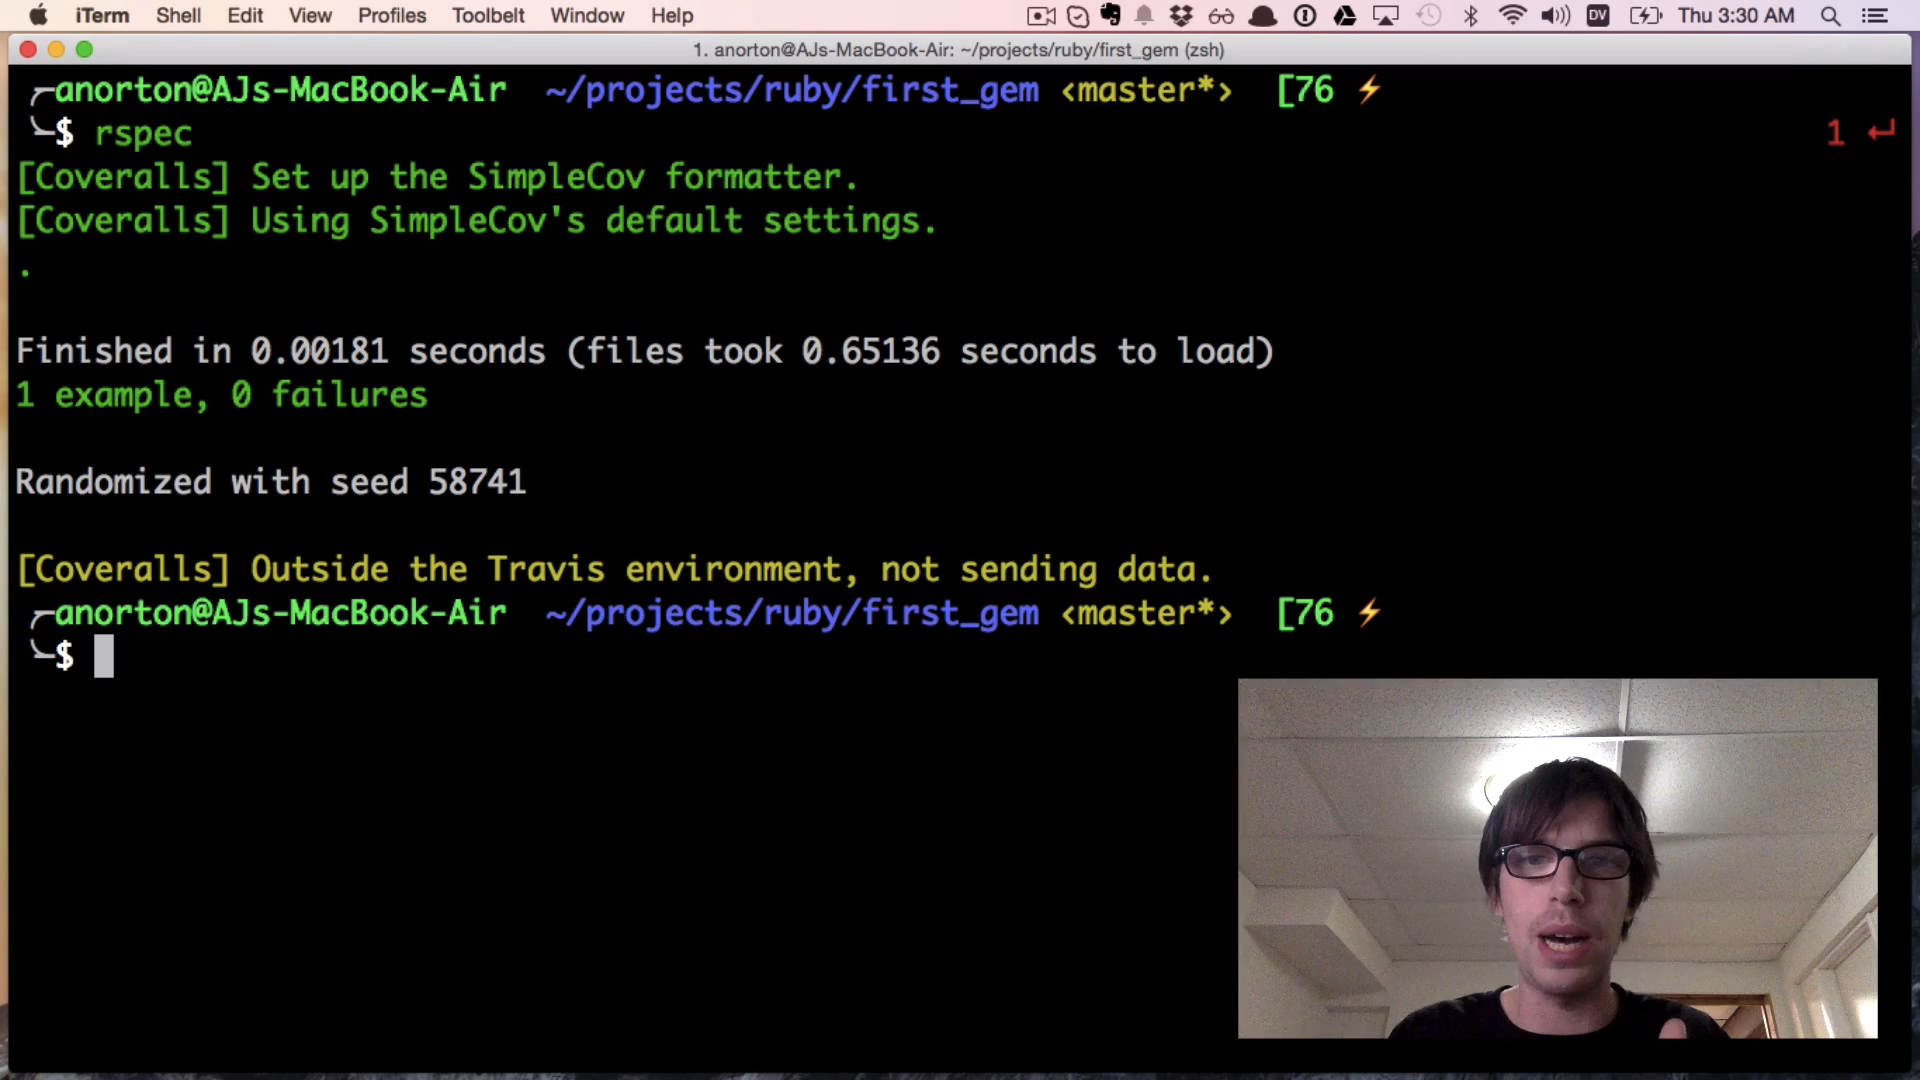 iTerm Shell Edit View Profiles Toolbelt Window Help DV Thu 3:30 AM
1. anorton@AJs-MacBook-Air: ~/projects/ruby/first_gem (zsh)
anorton@AJs-MacBook-Air ~/projects/ruby/first_gem <master*> [76 ⚡
$ rspec 1 ↵
[Coveralls] Set up the SimpleCov formatter.
[Coveralls] Using SimpleCov's default settings.
.
Finished in 0.00181 seconds (files took 0.65136 seconds to load)
1 example, 0 failures
Randomized with seed 58741
[Coveralls] Outside the Travis environment, not sending data.
anorton@AJs-MacBook-Air ~/projects/ruby/first_gem <master*> [76 ⚡
$